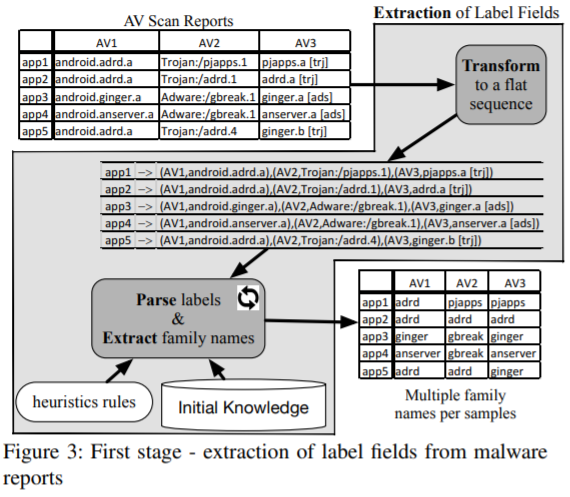 AV Scan Reports
Extraction of Label Fields
AV1 AV2 AV3
app1 android.adrd.a Trojan:/pjapps.1 pjapps.a [trj]
app2 android.adrd.a Trojan:/adrd.1 adrd.a [trj]
app3 android.ginger.a Adware:/gbreak.1 ginger.a [ads]
app4 android.anserver.a Adware:/gbreak.1 anserver.a [ads]
app5 android.adrd.a Trojan:/adrd.4 ginger.b [trj]
Transform
to a flat
sequence
app1 –> (AV1,android.adrd.a),(AV2,Trojan:/pjapps.1),(AV3,pjapps.a [trj])
app2 –> (AV1,android.adrd.a),(AV2,Trojan:/adrd.1),(AV3,adrd.a [trj])
app3 –> (AV1,android.ginger.a),(AV2,Adware:/gbreak.1),(AV3,ginger.a [ads])
app4 –> (AV1,android.anserver.a),(AV2,Adware:/gbreak.1),(AV3,anserver.a [ads])
app5 –> (AV1,android.adrd.a),(AV2,Trojan:/adrd.4),(AV3,ginger.b [trj])
Parse labels
&
Extract family names
heuristics rules
Initial Knowledge
AV1 AV2 AV3
app1 adrd pjapps pjapps
app2 adrd adrd adrd
app3 ginger gbreak ginger
app4 anserver gbreak anserver
app5 adrd adrd ginger
Multiple family
names per samples
Figure 3: First stage - extraction of label fields from malware
reports